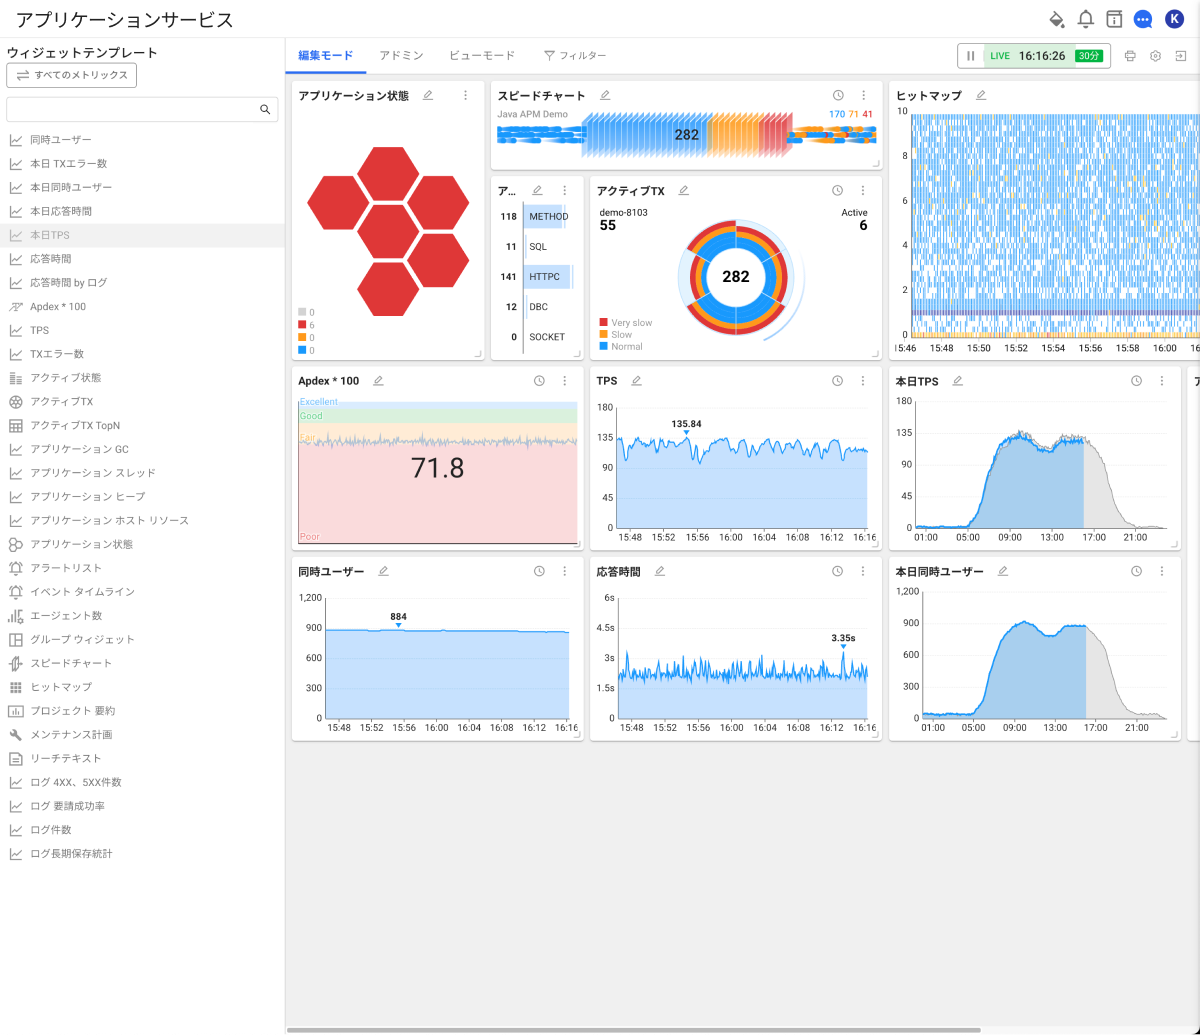 アプリケーションサービス
K
ウィジェットテンプレート
すべてのメトリックス
同時ユーザー
本日 TXエラー数
本日同時ユーザー
本日応答時間
本日TPS
応答時間
応答時間 by ログ
Apdex * 100
TPS
TXエラー数
アクティブ状態
アクティブTX
アクティブTX TopN
アプリケーション GC
アプリケーション スレッド
アプリケーション ヒープ
アプリケーション ホスト リソース
アプリケーション状態
アラートリスト
イベント タイムライン
エージェント数
グループ ウィジェット
スピードチャート
ヒットマップ
プロジェクト 要約
メンテナンス計画
リーチテキスト
ログ 4XX、5XX件数
ログ 要請成功率
ログ件数
ログ長期保存統計
編集モード アドミン ビューモード フィルター
LIVE 16:16:26 30分
アプリケーション状態
0
6
0
0
スピードチャート
Java APM Demo 170 71 41
282
ア...
118 METHOD
11 SQL
141 HTTPC
12 DBC
0 SOCKET
アクティブTX
demo-8103 Active
55 6
282
Very slow
Slow
Normal
ヒットマップ
10
8
6
4
2
0
15:46 15:48 15:50 15:52 15:54 15:56 15:58 16:00
Apdex * 100
Excellent
Good
Fair
71.8
Poor
TPS
180
135.84
135
90
45
0
15:48 15:52 15:56 16:00 16:04 16:08 16:12 16:16
本日TPS
180
135
90
45
0
01:00 05:00 09:00 13:00 17:00 21:00
同時ユーザー
1,200
884
900
600
300
0
15:48 15:52 15:56 16:00 16:04 16:08 16:12 16:16
応答時間
6s
4.5s
3.35s
3s
1.5s
0
15:48 15:52 15:56 16:00 16:04 16:08 16:12 16:16
本日同時ユーザー
1,200
900
600
300
0
01:00 05:00 09:00 13:00 17:00 21:00